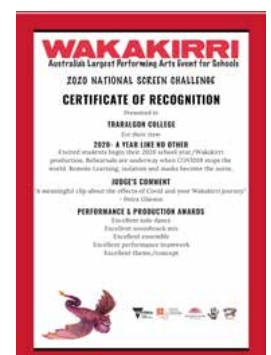 WAKAKIRRI
Australia's Largest Performing Arts Event for Schools
2020 NATIONAL SCREEN CHALLENGE
CERTIFICATE OF RECOGNITION
Presented to
TRARALGON COLLEGE
For their item
2020- A YEAR LIKE NO OTHER
Excited students begin their 2020 school year/Wakakirri
production. Rehearsals are underway when COVID19 stops the
world. Remote Learning, isolation and masks become the norm.
JUDGE'S COMMENT
"A meaningful clip about the effects of Covid and your Wakakirri journey"
PERFORMANCE & PRODUCTION AWARDS
Excellent solo dance
Excellent soundtrack mix
Excellent ensemble
Excellent performance teamwork
Excellent theme/concept